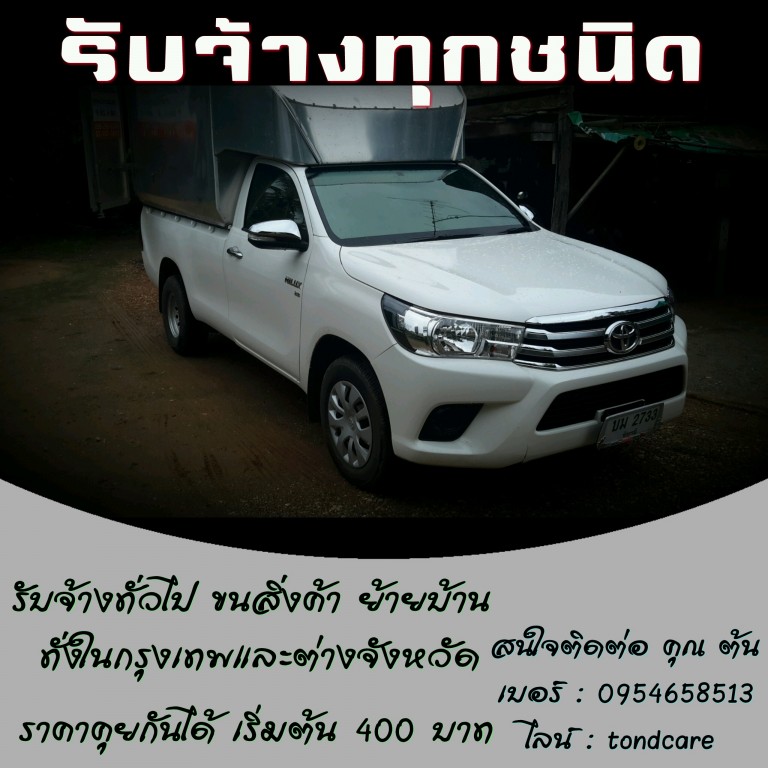 รับจ้างทุกชนิด
HILUX
บม 2733
รับจ้างทั่วไป ขนสิ่งค้า ย้ายบ้าน
ทั้งในกรุงเทพและต่างจังหวัด
ราคาคุยกันได้ เริ่มต้น 400 บาท
สนใจติดต่อ คุณ ต้น
เบอร์ : 0954658513
ไลน์ : tondcare